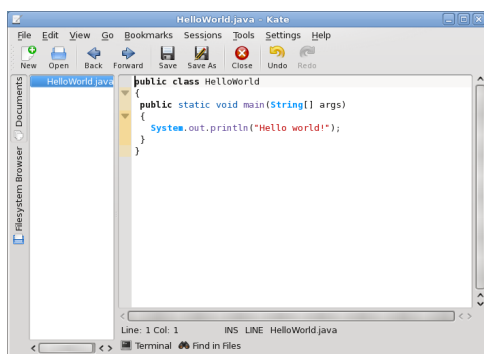 HelloWorld.java - Kate
File Edit View Go Bookmarks Sessions Tools Settings Help
New Open Back Forward Save Save As Close Undo Redo
Documents
Filesystem Browser
HelloWorld.java
public class HelloWorld
{
public static void main(String[] args)
{
System.out.println("Hello world!");
}
}
Line: 1 Col: 1 INS LINE HelloWorld.java
Terminal Find in Files